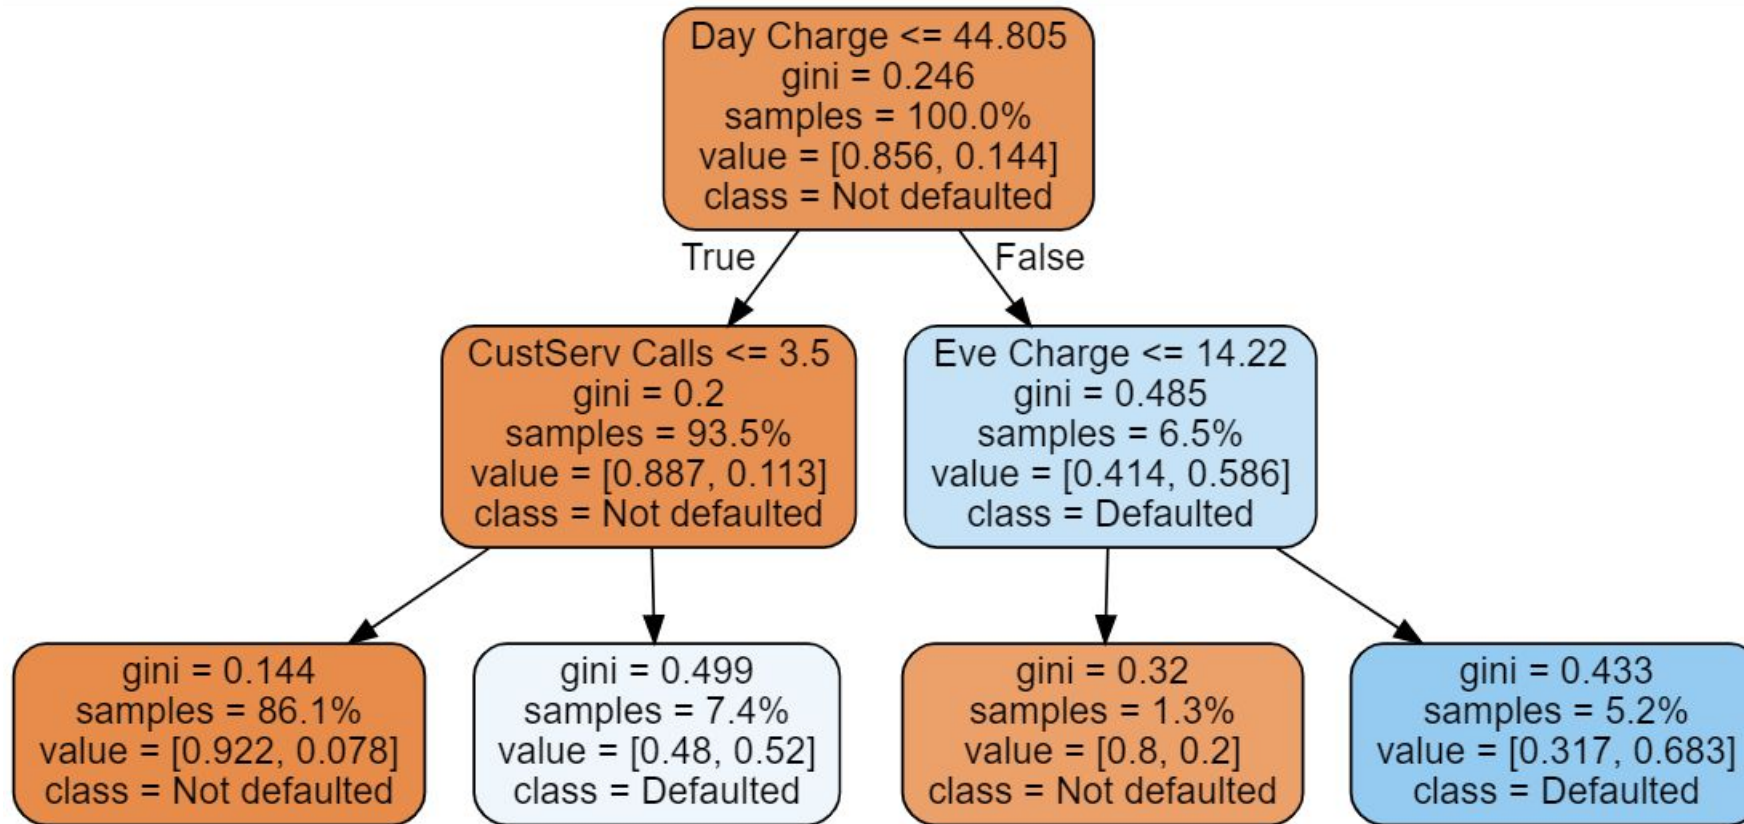 Day Charge <= 44.805
gini = 0.246
samples = 100.0%
value = [0.856, 0.144]
class = Not defaulted
True
False
CustServ Calls <= 3.5
gini = 0.2
samples = 93.5%
value = [0.887, 0.113]
class = Not defaulted
Eve Charge <= 14.22
gini = 0.485
samples = 6.5%
value = [0.414, 0.586]
class = Defaulted
gini = 0.144
samples = 86.1%
value = [0.922, 0.078]
class = Not defaulted
gini = 0.499
samples = 7.4%
value = [0.48, 0.52]
class = Defaulted
gini = 0.32
samples = 1.3%
value = [0.8, 0.2]
class = Not defaulted
gini = 0.433
samples = 5.2%
value = [0.317, 0.683]
class = Defaulted